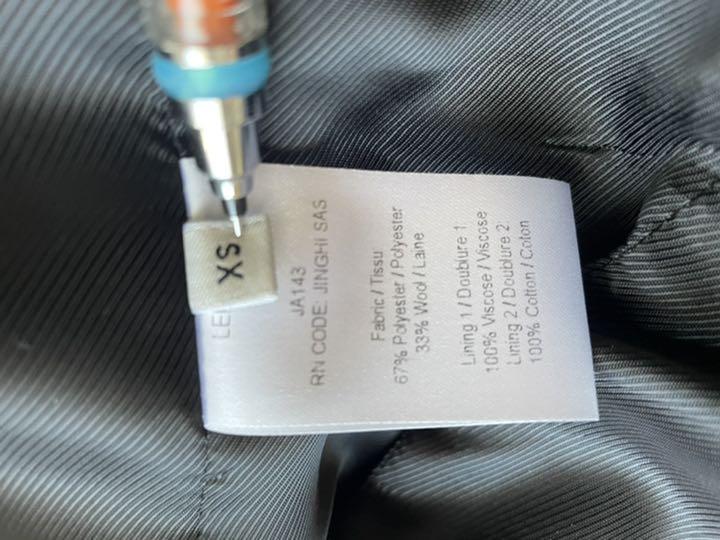 XS
JA143
RN CODE: JINGHI SAS
Fabric / Tissu
67% Polyester / Polyester
33% Wool / Laine
Lining 1 / Doublure 1
100% Viscose / Viscose
Lining 2 / Doublure 2
100% Cotton / Coton